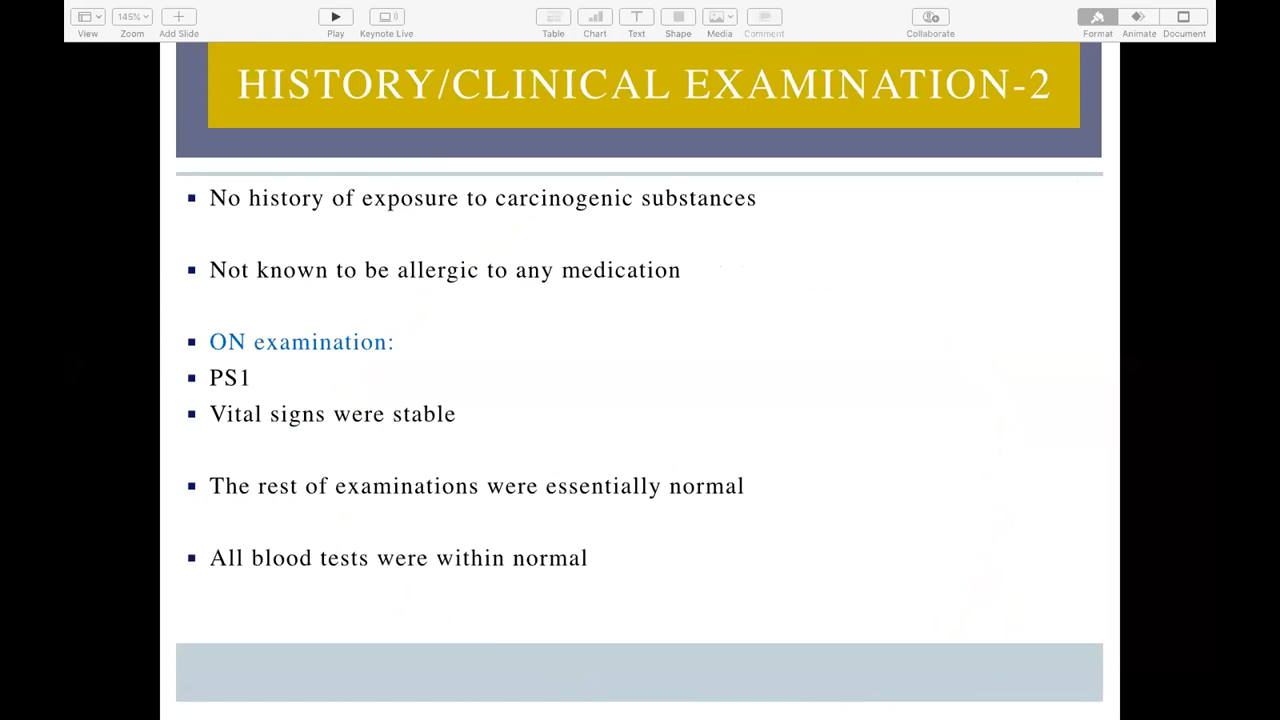 View
145%
Zoom
Add Slide
Play
Keynote Live
Table
Chart
Text
Shape
Media
Comment
Collaborate
Format
Animate
Document
HISTORY/CLINICAL EXAMINATION-2
▪ No history of exposure to carcinogenic substances
▪ Not known to be allergic to any medication
▪ ON examination:
▪ PS1
▪ Vital signs were stable
▪ The rest of examinations were essentially normal
▪ All blood tests were within normal